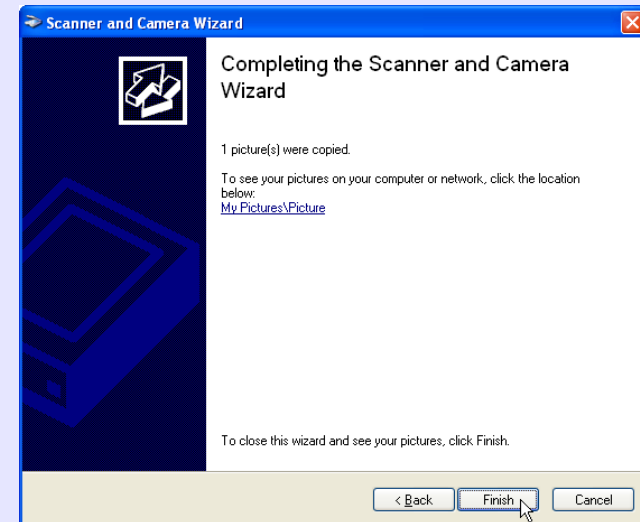 Scanner and Camera Wizard
Completing the Scanner and Camera
Wizard
1 picture(s) were copied.
To see your pictures on your computer or network, click the location
below:
My Pictures\Picture
To close this wizard and see your pictures, click Finish.
< Back Finish Cancel